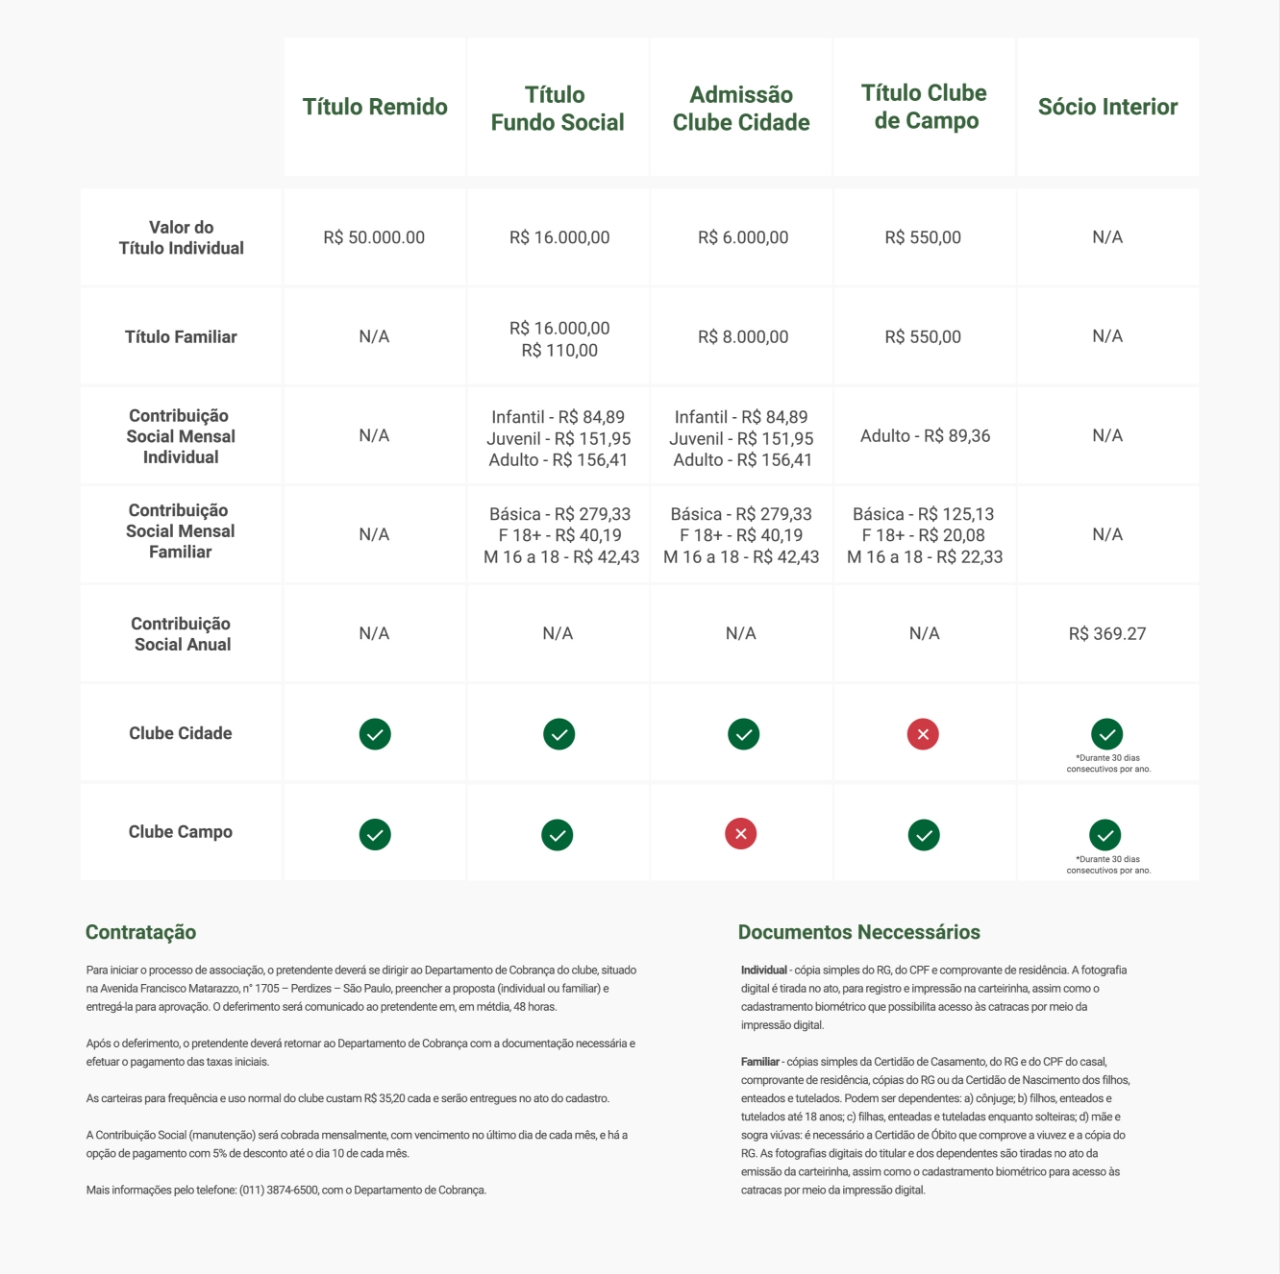 Título Remido
Título
Fundo Social
Admissão
Clube Cidade
Título Clube
de Campo
Sócio Interior
Valor do
Título Individual
R$ 50.000.00
R$ 16.000,00
R$ 6.000,00
R$ 550,00
N/A
Título Familiar
N/A
R$ 16.000,00
R$ 110,00
R$ 8.000,00
R$ 550,00
N/A
Contribuição
Social Mensal
Individual
N/A
Infantil - R$ 84,89
Juvenil - R$ 151,95
Adulto - R$ 156,41
Infantil - R$ 84,89
Juvenil - R$ 151,95
Adulto - R$ 156,41
Adulto - R$ 89,36
N/A
Contribuição
Social Mensal
Familiar
N/A
Básica - R$ 279,33
F 18+ - R$ 40,19
M 16 a 18 - R$ 42,43
Básica - R$ 279,33
F 18+ - R$ 40,19
M 16 a 18 - R$ 42,43
Básica - R$ 125,13
F 18+ - R$ 20,08
M 16 a 18 - R$ 22,33
N/A
Contribuição
Social Anual
N/A
N/A
N/A
N/A
R$ 369.27
Clube Cidade
*Durante 30 dias
consecutivos por ano.
Clube Campo
*Durante 30 dias
consecutivos por ano.
Contratação
Para iniciar o processo de associação, o pretendente deverá se dirigir ao Departamento de Cobrança do clube, situado
na Avenida Francisco Matarazzo, n° 1705 – Perdizes – São Paulo, preencher a proposta (individual ou familiar) e
entregá-la para aprovação. O deferimento será comunicado ao pretendente em, em métdia, 48 horas.
Após o deferimento, o pretendente deverá retornar ao Departamento de Cobrança com a documentação necessária e
efetuar o pagamento das taxas iniciais.
As carteiras para frequência e uso normal do clube custam R$ 35,20 cada e serão entregues no ato do cadastro.
A Contribuição Social (manutenção) será cobrada mensalmente, com vencimento no último dia de cada mês, e há a
opção de pagamento com 5% de desconto até o dia 10 de cada mês.
Mais informações pelo telefone: (011) 3874-6500, com o Departamento de Cobrança.
Documentos Neccessários
Individual - cópia simples do RG, do CPF e comprovante de residência. A fotografia
digital é tirada no ato, para registro e impressão na carteirinha, assim como o
cadastramento biométrico que possibilita acesso às catracas por meio da
impressão digital.
Familiar - cópias simples da Certidão de Casamento, do RG e do CPF do casal,
comprovante de residência, cópias do RG ou da Certidão de Nascimento dos filhos,
enteados e tutelados. Podem ser dependentes: a) cônjuge; b) filhos, enteados e
tutelados até 18 anos; c) filhas, enteadas e tuteladas enquanto solteiras; d) mãe e
sogra viúvas: é necessário a Certidão de Óbito que comprove a viuvez e a cópia do
RG. As fotografias digitais do titular e dos dependentes são tiradas no ato da
emissão da carteirinha, assim como o cadastramento biométrico para acesso às
catracas por meio da impressão digital.